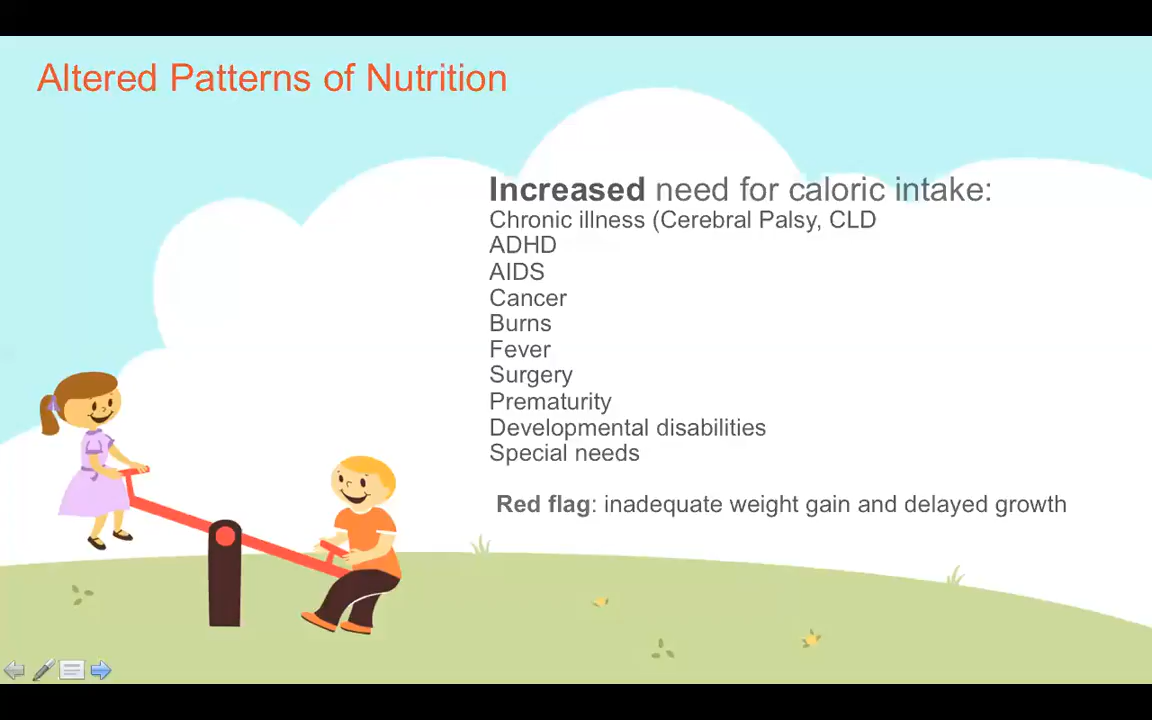 Altered Patterns of Nutrition
Increased need for caloric intake:
Chronic illness (Cerebral Palsy, CLD
ADHD
AIDS
Cancer
Burns
Fever
Surgery
Prematurity
Developmental disabilities
Special needs
Red flag: inadequate weight gain and delayed growth